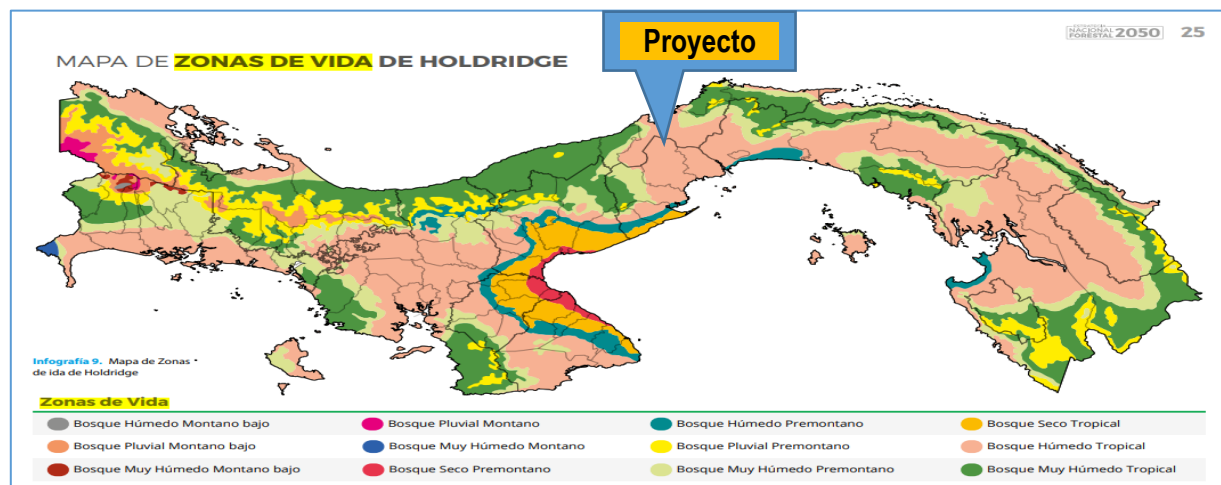 Proyecto
ESTRATEGIA
NACIONAL
FORESTAL 2050 25
MAPA DE ZONAS DE VIDA DE HOLDRIDGE
Infografía 9. Mapa de Zonas
de ida de Holdridge
Zonas de Vida
Bosque Húmedo Montano bajo
Bosque Pluvial Montano
Bosque Húmedo Premontano
Bosque Seco Tropical
Bosque Pluvial Montano bajo
Bosque Muy Húmedo Montano
Bosque Pluvial Premontano
Bosque Húmedo Tropical
Bosque Muy Húmedo Montano bajo
Bosque Seco Premontano
Bosque Muy Húmedo Premontano
Bosque Muy Húmedo Tropical